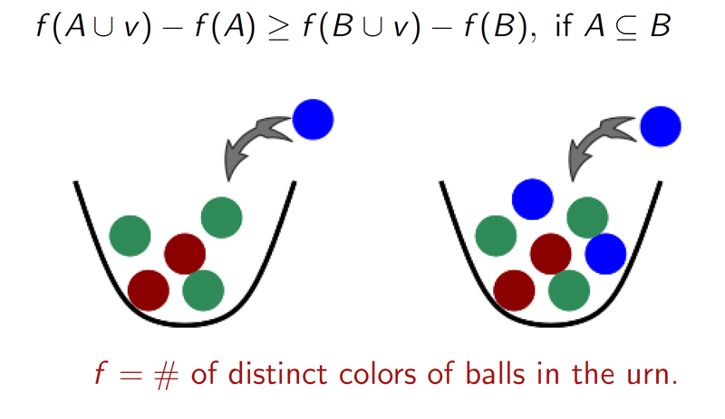 f(A ∪ v) − f(A) ≥ f(B ∪ v) − f(B), if A ⊆ B
f = # of distinct colors of balls in the urn.